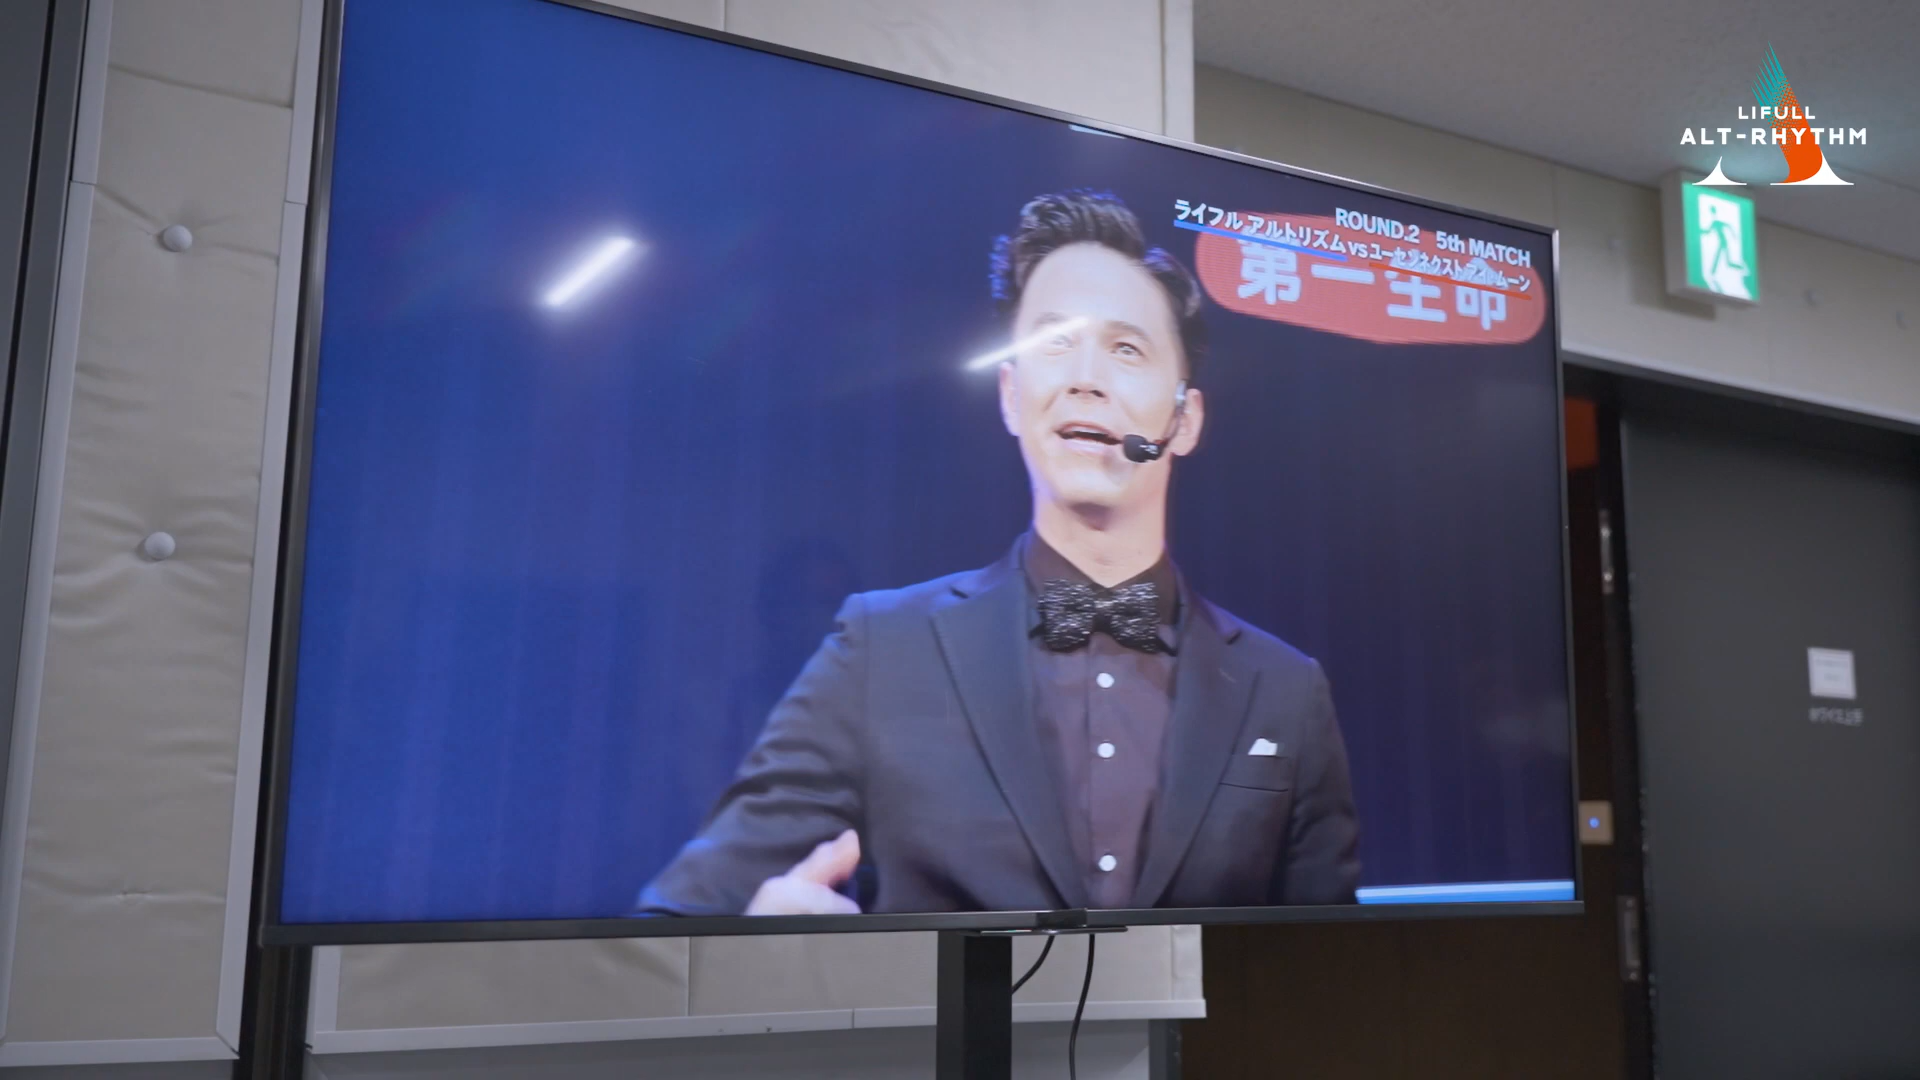 LIFULL
ALT-RHYTHM
ROUND.2 5th MATCH
ライフル アルトリズム vs ユーセンネクスト アイムーン
第一生命